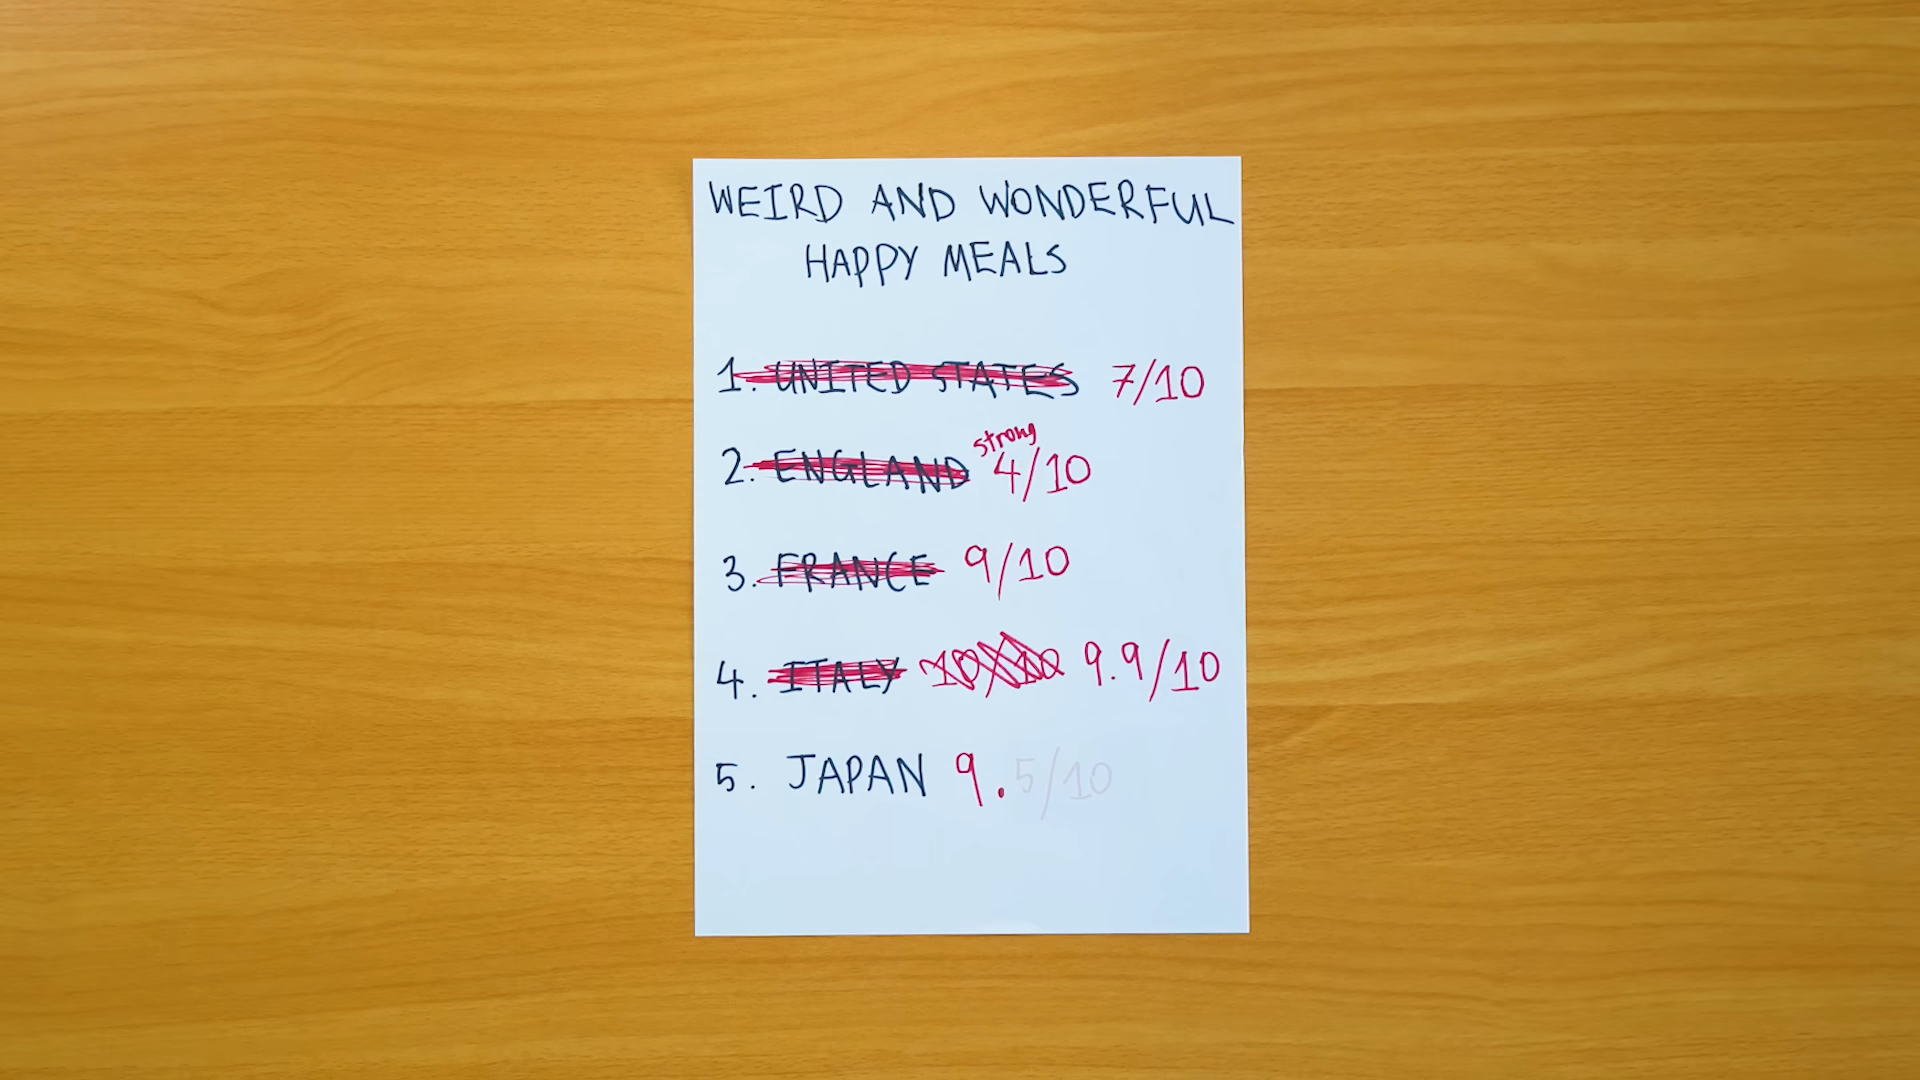 WEIRD AND WONDERFUL
HAPPY MEALS
1. UNITED STATES 7/10
2. ENGLAND strong 4/10
3. FRANCE 9/10
4. ITALY 10/10 9.9/10
5. JAPAN 9.5/10